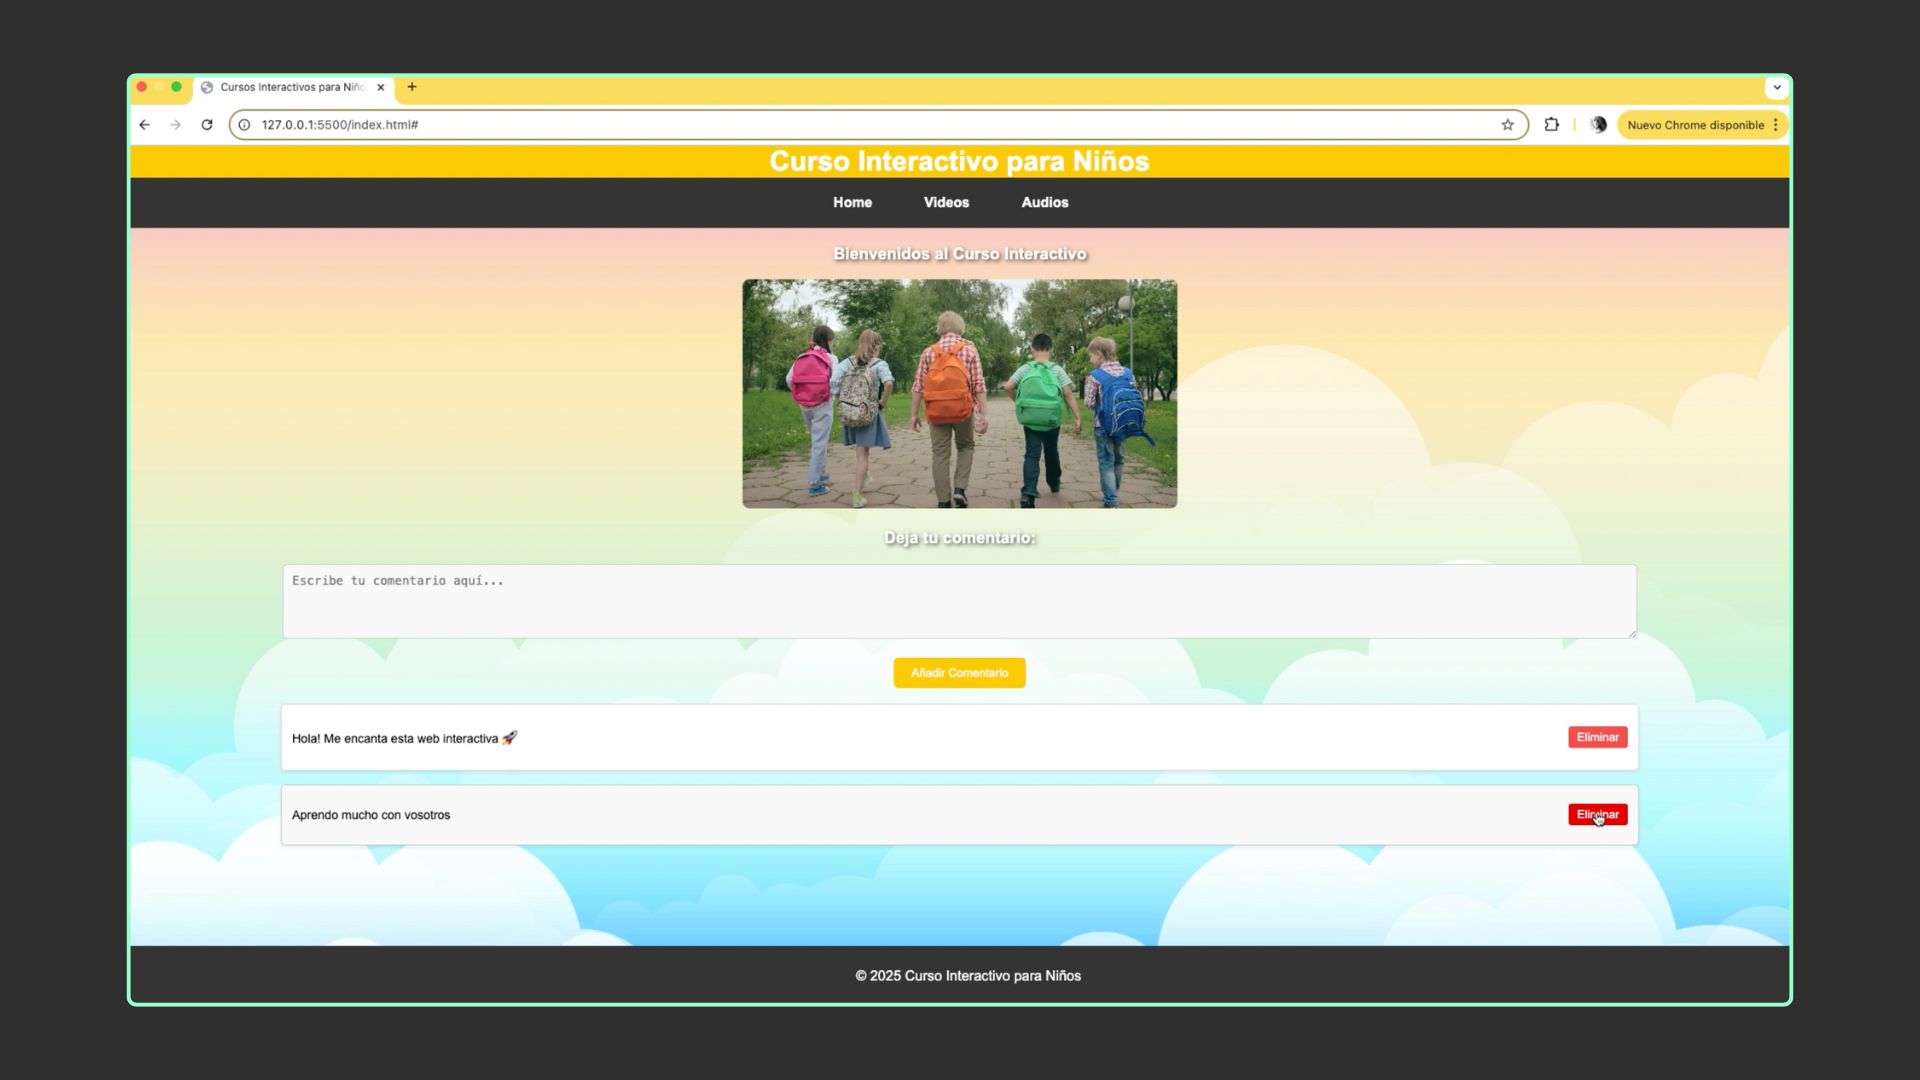 Cursos Interactivos para Niño
127.0.0.1:5500/index.html#
Nuevo Chrome disponible
Curso Interactivo para Niños
Home Videos Audios
Bienvenidos al Curso Interactivo
Deja tu comentario:
Escribe tu comentario aquí...
Añadir Comentario
Hola! Me encanta esta web interactiva 🚀
Eliminar
Aprendo mucho con vosotros
Eliminar
© 2025 Curso Interactivo para Niños